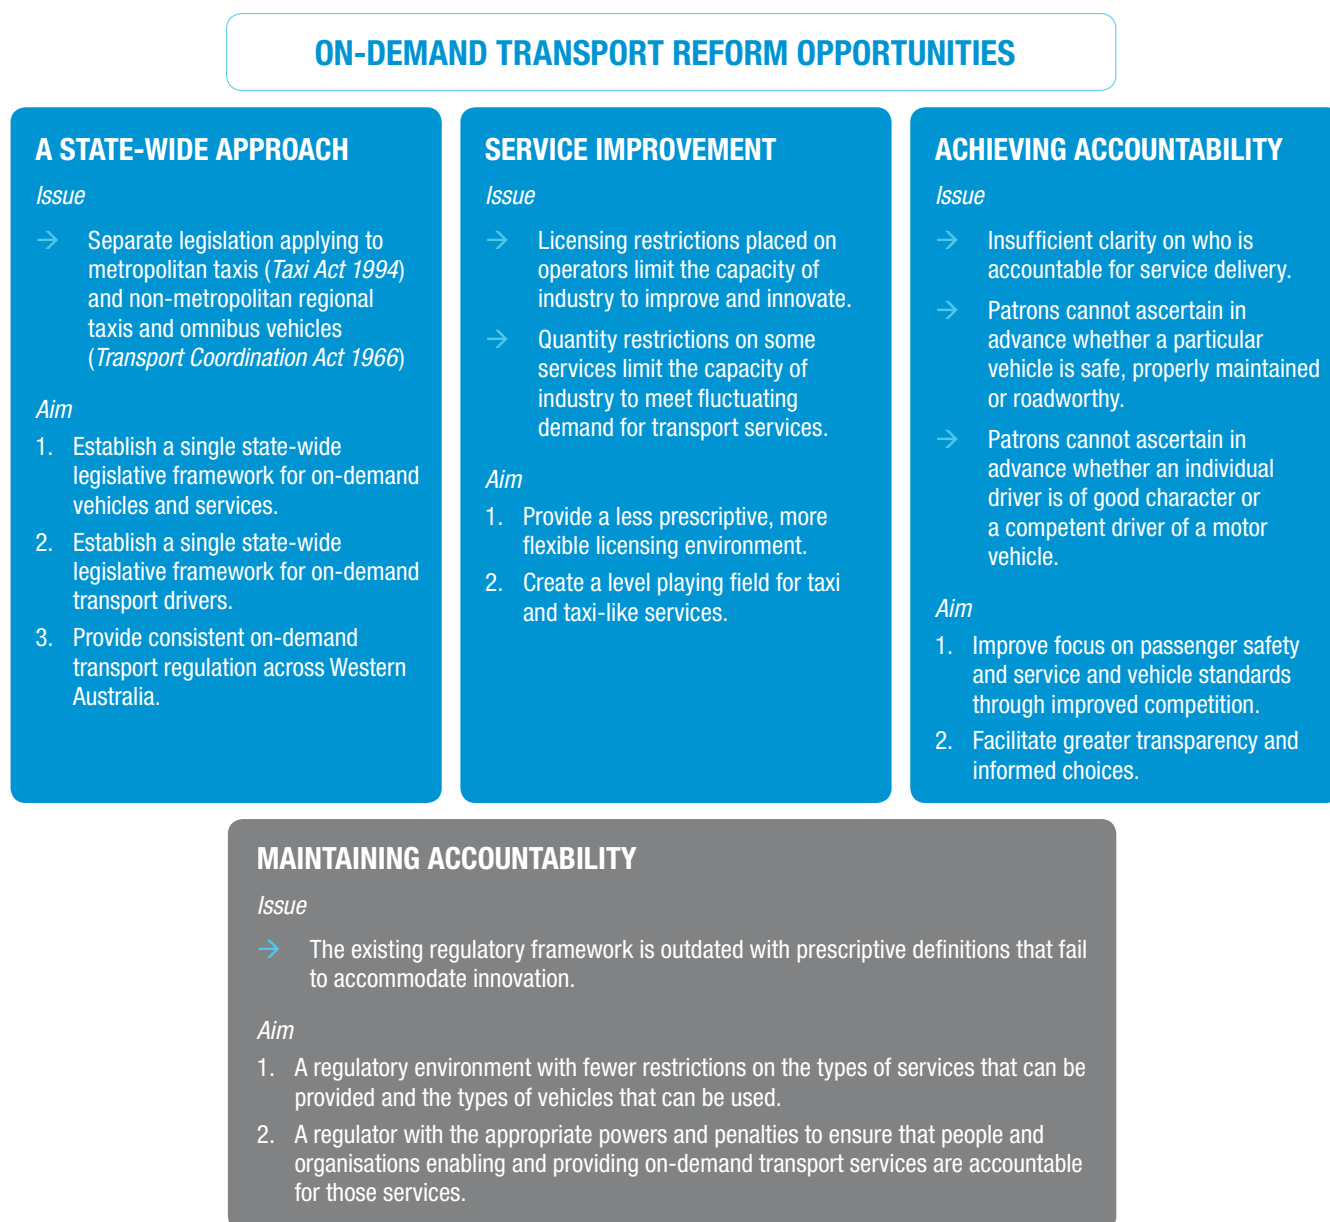 ON-DEMAND TRANSPORT REFORM OPPORTUNITIES
A STATE-WIDE APPROACH
Issue
→ Separate legislation applying to
metropolitan taxis (Taxi Act 1994)
and non-metropolitan regional
taxis and omnibus vehicles
(Transport Coordination Act 1966)
Aim
1. Establish a single state-wide
legislative framework for on-demand
vehicles and services.
2. Establish a single state-wide
legislative framework for on-demand
transport drivers.
3. Provide consistent on-demand
transport regulation across Western
Australia.
SERVICE IMPROVEMENT
Issue
→ Licensing restrictions placed on
operators limit the capacity of
industry to improve and innovate.
→ Quantity restrictions on some
services limit the capacity of
industry to meet fluctuating
demand for transport services.
Aim
1. Provide a less prescriptive, more
flexible licensing environment.
2. Create a level playing field for taxi
and taxi-like services.
ACHIEVING ACCOUNTABILITY
Issue
→ Insufficient clarity on who is
accountable for service delivery.
→ Patrons cannot ascertain in
advance whether a particular
vehicle is safe, properly maintained
or roadworthy.
→ Patrons cannot ascertain in
advance whether an individual
driver is of good character or
a competent driver of a motor
vehicle.
Aim
1. Improve focus on passenger safety
and service and vehicle standards
through improved competition.
2. Facilitate greater transparency and
informed choices.
MAINTAINING ACCOUNTABILITY
Issue
→ The existing regulatory framework is outdated with prescriptive definitions that fail
to accommodate innovation.
Aim
1. A regulatory environment with fewer restrictions on the types of services that can be
provided and the types of vehicles that can be used.
2. A regulator with the appropriate powers and penalties to ensure that people and
organisations enabling and providing on-demand transport services are accountable
for those services.